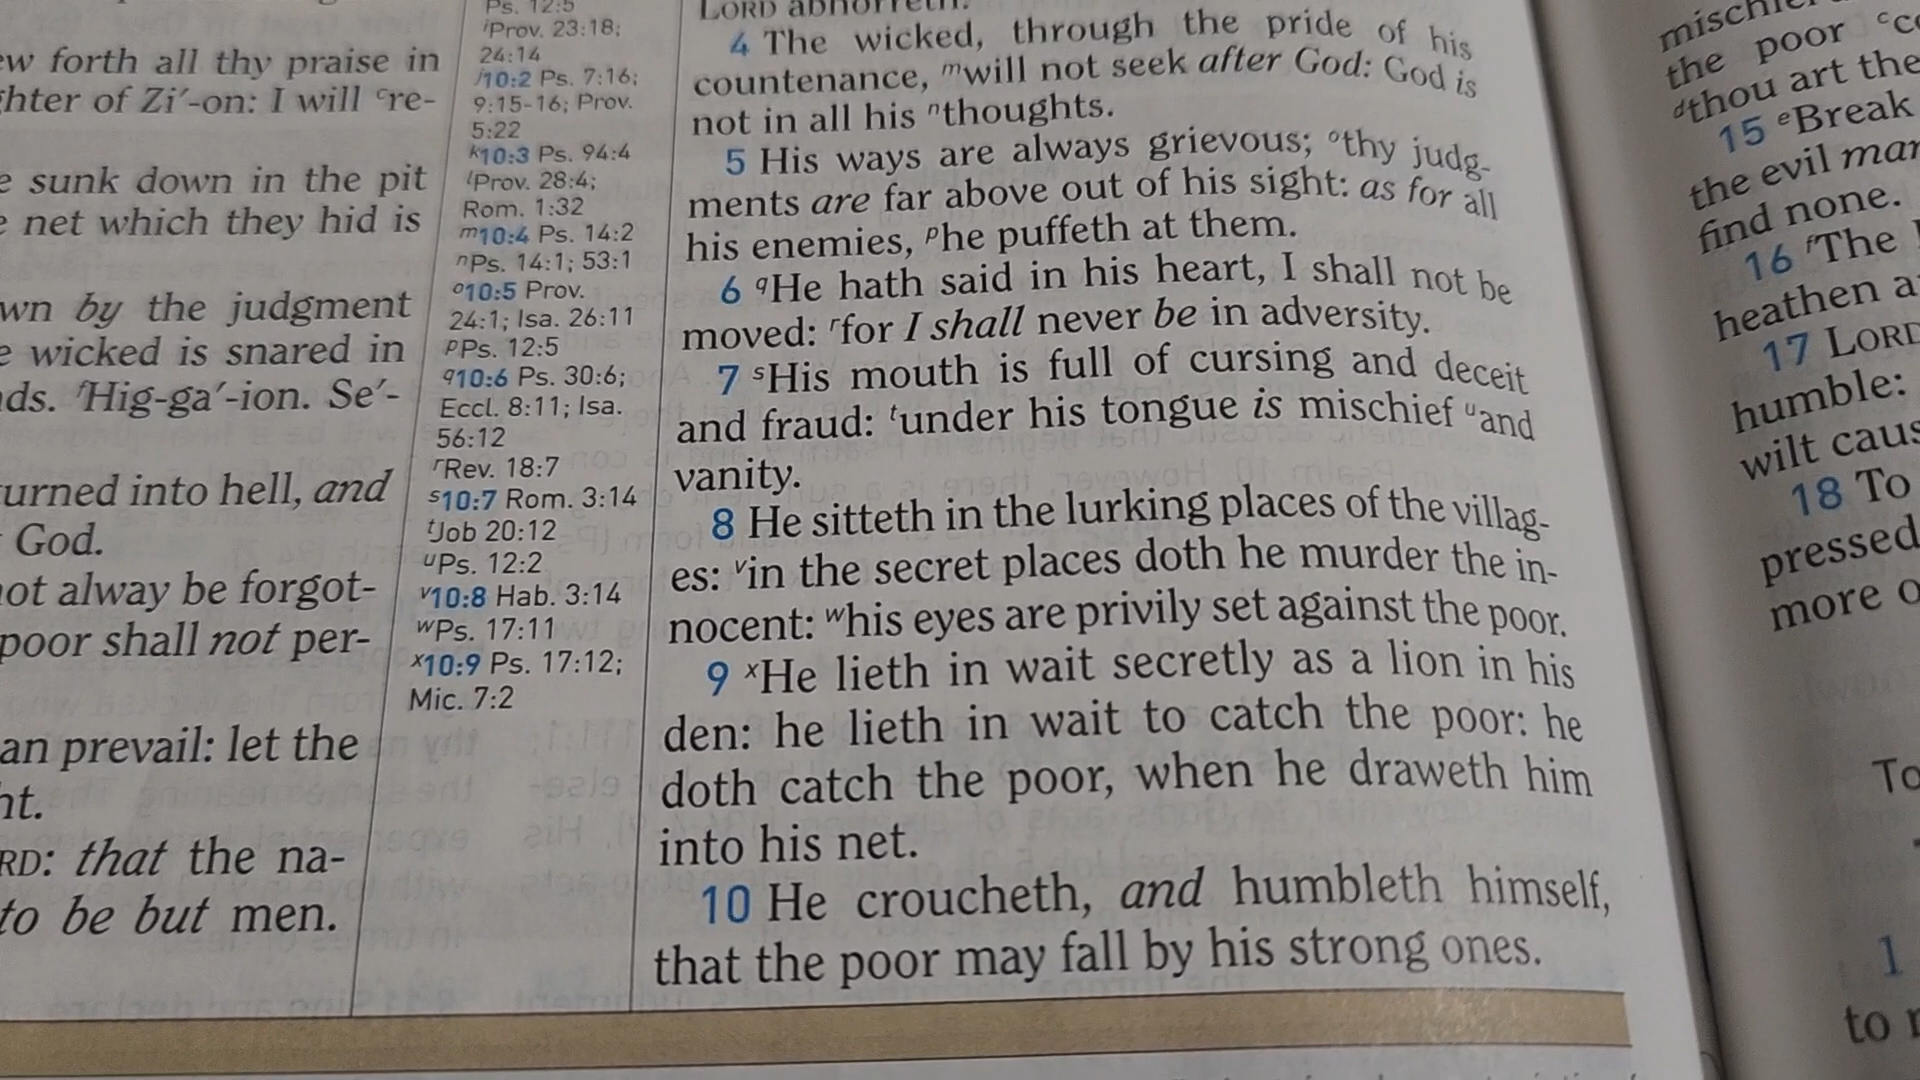 ew forth all thy praise in
ghter of Zi′-on: I will ᶜre-
e sunk down in the pit
e net which they hid is
wn by the judgment
e wicked is snared in
ds. ᶠHig-ga′-ion. Se′-
urned into hell, and
God.
not alway be forgot-
poor shall not per-
an prevail: let the
ht.
RD: that the na-
to be but men.
Ps. 12:5
ⁱProv. 23:18;
24:14
ʲ10:2 Ps. 7:16;
9:15-16; Prov.
5:22
ᵏ10:3 Ps. 94:4
ˡProv. 28:4;
Rom. 1:32
ᵐ10:4 Ps. 14:2
ⁿPs. 14:1; 53:1
ᵒ10:5 Prov.
24:1; Isa. 26:11
ᵖPs. 12:5
q10:6 Ps. 30:6;
Eccl. 8:11; Isa.
56:12
ʳRev. 18:7
ˢ10:7 Rom. 3:14
ᵗJob 20:12
ᵘPs. 12:2
ᵛ10:8 Hab. 3:14
ʷPs. 17:11
ˣ10:9 Ps. 17:12;
Mic. 7:2
LORD abhorreth.
4 The wicked, through the pride of his
countenance, ᵐwill not seek after God: God is
not in all his ⁿthoughts.
5 His ways are always grievous; ᵒthy judg-
ments are far above out of his sight: as for all
his enemies, ᵖhe puffeth at them.
6 qHe hath said in his heart, I shall not be
moved: ʳfor I shall never be in adversity.
7 ˢHis mouth is full of cursing and deceit
and fraud: ᵗunder his tongue is mischief ᵘand
vanity.
8 He sitteth in the lurking places of the villag-
es: ᵛin the secret places doth he murder the in-
nocent: ʷhis eyes are privily set against the poor.
9 ˣHe lieth in wait secretly as a lion in his
den: he lieth in wait to catch the poor: he
doth catch the poor, when he draweth him
into his net.
10 He croucheth, and humbleth himself,
that the poor may fall by his strong ones.
the poor
ᵈthou art the
15 ᵉBreak
the evil man
find none.
16 ᶠThe
heathen a
17 LORD
humble:
wilt caus
18 To
pressed
more o
To
1
to